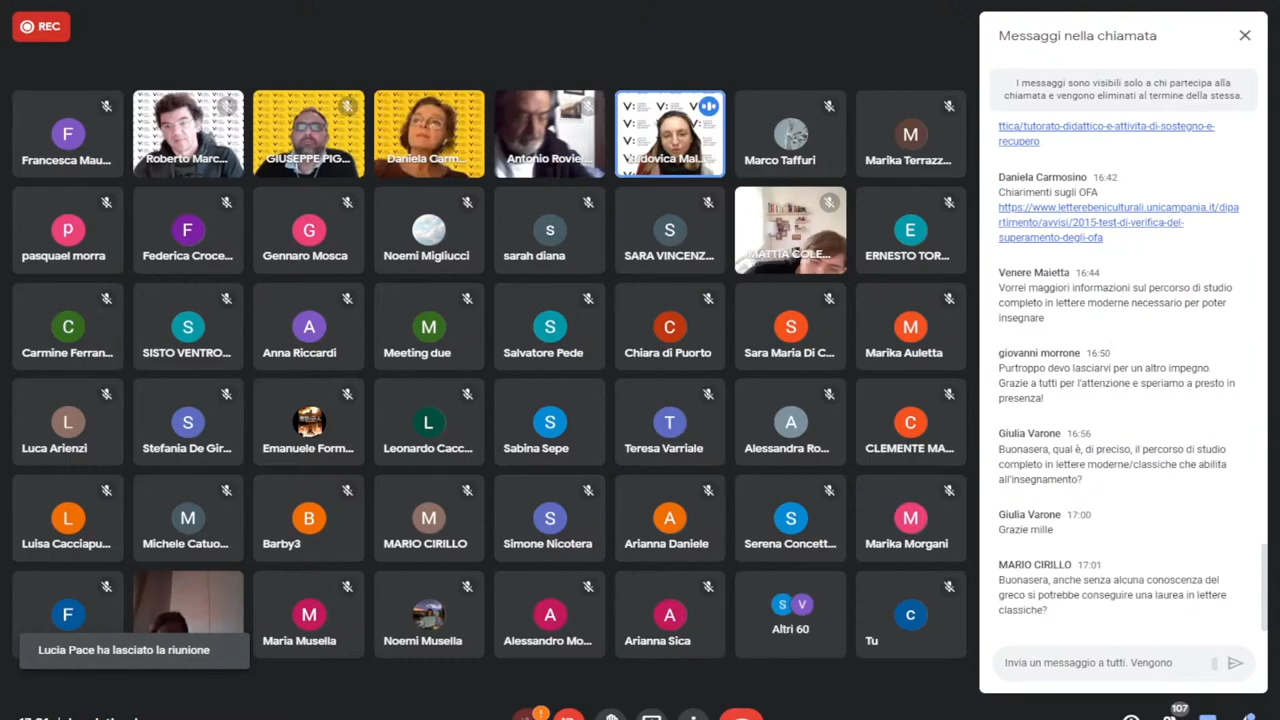 REC
Messaggi nella chiamata
I messaggi sono visibili solo a chi partecipa alla
chiamata e vengono eliminati al termine della stessa.
ttica/tutorato-didattico-e-attivita-di-sostegno-e-
recupero
Daniela Carmosino 16:42
Chiarimenti sugli OFA
https://www.letterebeniculturali.unicampania.it/dipa
rtimento/avvisi/2015-test-di-verifica-del-
superamento-degli-ofa
Venere Maietta 16:44
Vorrei maggiori informazioni sul percorso di studio
completo in lettere moderne necessario per poter
insegnare
giovanni morrone 16:50
Purtroppo devo lasciarvi per un altro impegno.
Grazie a tutti per l'attenzione e speriamo a presto in
presenza!
Giulia Varone 16:56
Buonasera, qual è, di preciso, il percorso di studio
completo in lettere moderne/classiche che abilita
all'insegnamento?
Giulia Varone 17:00
Grazie mille
MARIO CIRILLO 17:01
Buonasera, anche senza alcuna conoscenza del
greco si potrebbe conseguire una laurea in lettere
classiche?
Invia un messaggio a tutti. Vengono
107
F
Francesca Mau...
Roberto Marc...
GIUSEPPE PIG...
Daniela Carm...
Antonio Roviel...
Ludovica Mal...
Marco Taffuri
M
Marika Terrazz...
p
pasquael morra
F
Federica Croce...
G
Gennaro Mosca
Noemi Migliucci
s
sarah diana
S
SARA VINCENZ...
MATTIA COLE...
E
ERNESTO TOR...
C
Carmine Ferran...
S
SISTO VENTRO...
A
Anna Riccardi
M
Meeting due
S
Salvatore Pede
C
Chiara di Puorto
S
Sara Maria Di C...
M
Marika Auletta
L
Luca Arienzi
S
Stefania De Gir...
Emanuele Form...
L
Leonardo Cacc...
S
Sabina Sepe
T
Teresa Varriale
A
Alessandra Ro...
C
CLEMENTE MA...
L
Luisa Cacciapu...
M
Michele Catuo...
B
Barby3
M
MARIO CIRILLO
S
Simone Nicotera
A
Arianna Daniele
S
Serena Concett...
M
Marika Morgani
F
M
Maria Musella
Noemi Musella
A
Alessandro Mo...
A
Arianna Sica
S V
Altri 60
c
Tu
Lucia Pace ha lasciato la riunione